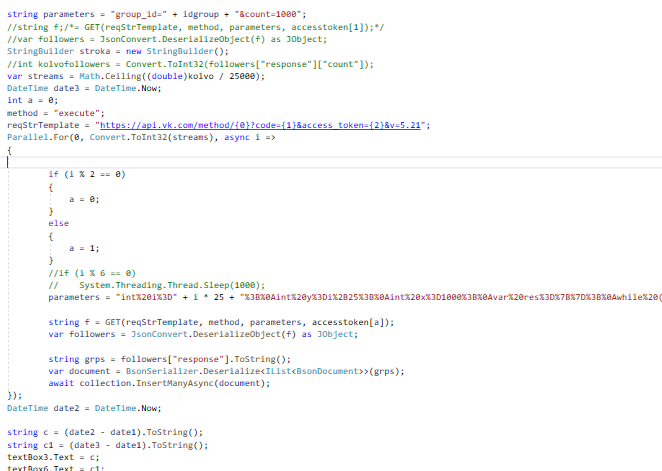 string parameters = "group_id=" + idgroup + "&count=1000";
//string f;/*= GET(reqStrTemplate, method, parameters, accesstoken[1]);*/
//var followers = JsonConvert.DeserializeObject(f) as JObject;
StringBuilder stroka = new StringBuilder();
//int kolvofollowers = Convert.ToInt32(followers["response"]["count"]);
var streams = Math.Ceiling((double)kolvo / 25000);
DateTime date3 = DateTime.Now;
int a = 0;
method = "execute";
reqStrTemplate = "https://api.vk.com/method/{0}?code={1}&access_token={2}&v=5.21";
Parallel.For(0, Convert.ToInt32(streams), async i =>
{
if (i % 2 == 0)
{
a = 0;
}
else
{
a = 1;
}
//if (i % 6 == 0)
//    System.Threading.Thread.Sleep(1000);
parameters = "int%20i%3D" + i * 25 + "%3B%0Aint%20y%3Di%2B25%3B%0Aint%20x%3D1000%3B%0Avar%20res%3D%7B%7D%3B%0Awhile%20(
string f = GET(reqStrTemplate, method, parameters, accesstoken[a]);
var followers = JsonConvert.DeserializeObject(f) as JObject;
string grps = followers["response"].ToString();
var document = BsonSerializer.Deserialize<IList<BsonDocument>>(grps);
await collection.InsertManyAsync(document);
});
DateTime date2 = DateTime.Now;
string c = (date2 - date1).ToString();
string c1 = (date3 - date1).ToString();
textBox3.Text = c;
textBox6.Text = c1;